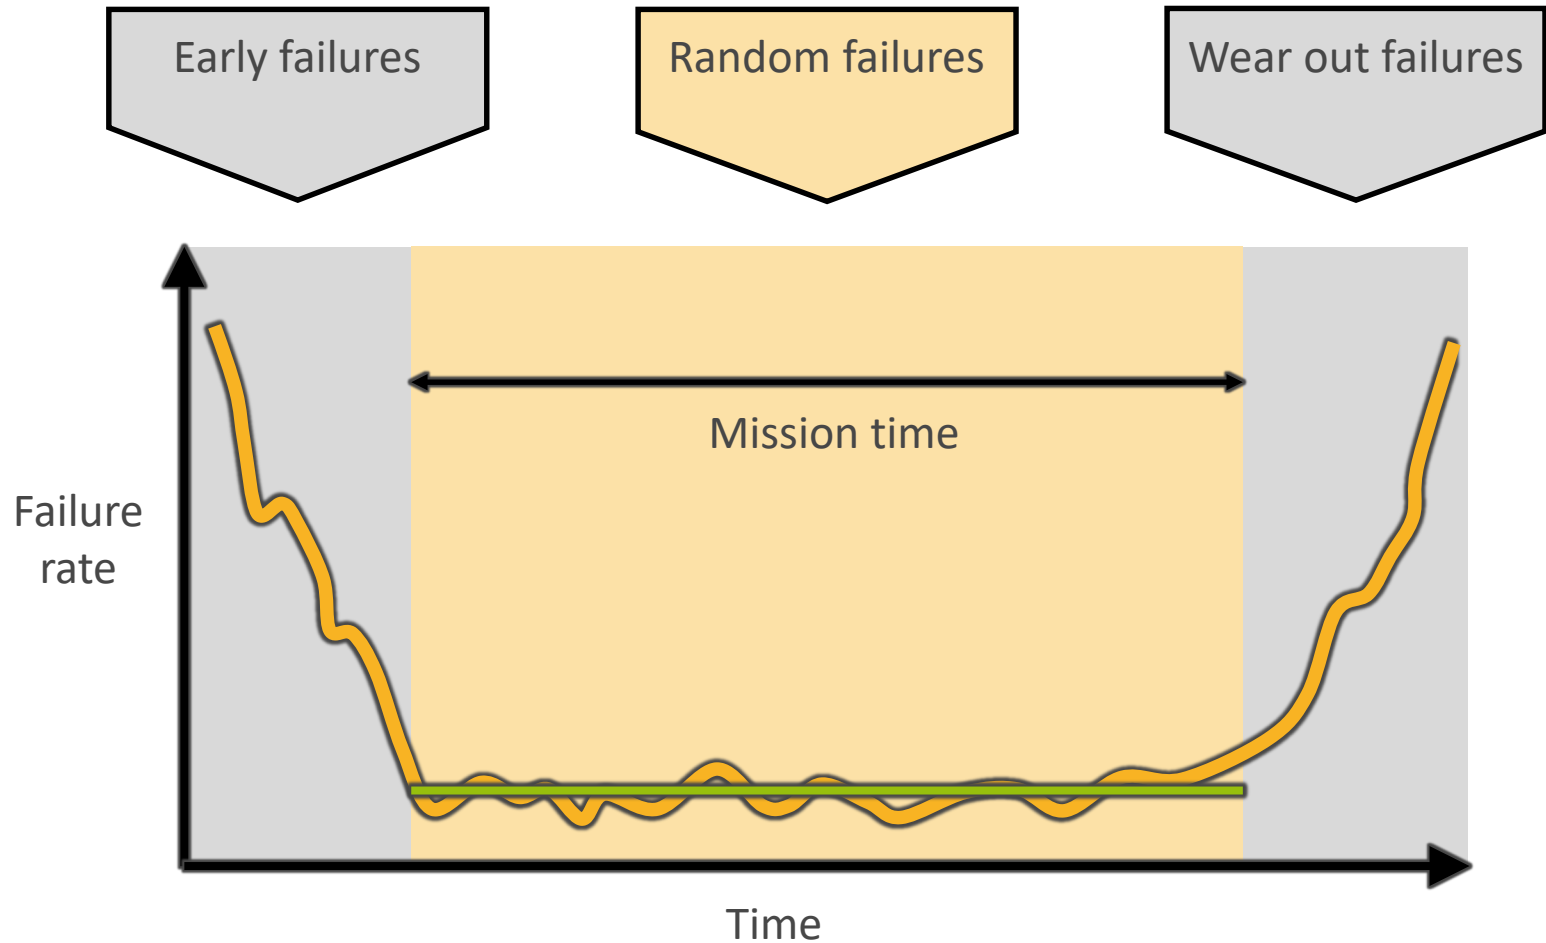 Early failures
Random failures
Wear out failures
Mission time
Failure
rate
Time